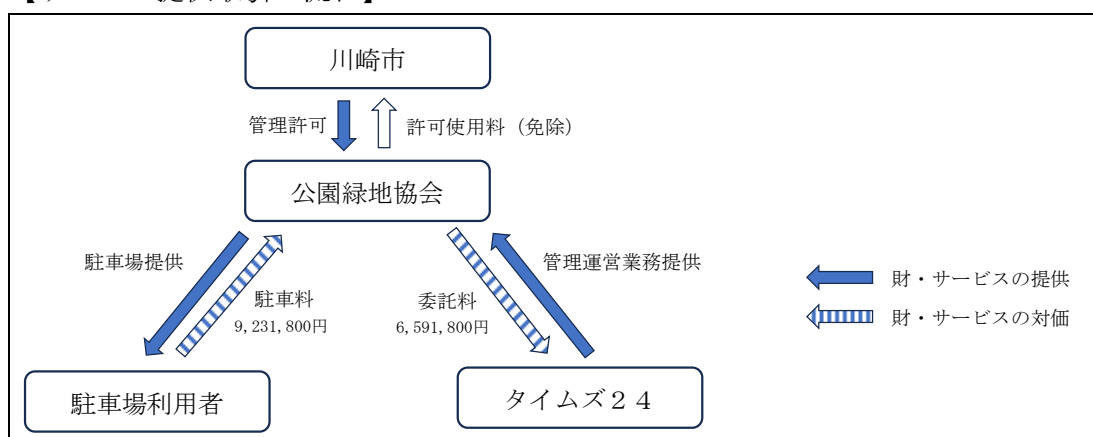 川崎市
管理許可
許可使用料（免除）
公園緑地協会
駐車場提供
駐車料
9,231,800円
委託料
6,591,800円
管理運営業務提供
財・サービスの提供
財・サービスの対価
駐車場利用者
タイムズ２４